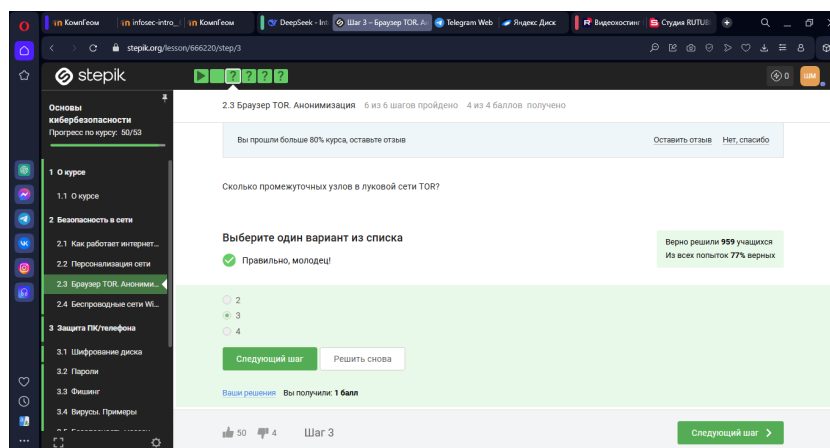 КомпГеом
infosec-intro_
КомпГеом
DeepSeek - Int
Шаг 3 – Браузер TOR. А
Telegram Web
Яндекс Диск
Видеохостинг
Студия RUTUB
stepik.org/lesson/666220/step/3
stepik
0
ШМ
Основы
кибербезопасности
Прогресс по курсу: 50/53
1 О курсе
1.1 О курсе
2 Безопасность в сети
2.1 Как работает интернет...
2.2 Персонализация сети
2.3 Браузер TOR. Аноними...
2.4 Беспроводные сети Wi...
3 Защита ПК/телефона
3.1 Шифрование диска
3.2 Пароли
3.3 Фишинг
3.4 Вирусы. Примеры
2.3 Браузер TOR. Анонимизация 6 из 6 шагов пройдено 4 из 4 баллов получено
Вы прошли больше 80% курса, оставьте отзыв
Оставить отзыв Нет, спасибо
Сколько промежуточных узлов в луковой сети TOR?
Выберите один вариант из списка
Правильно, молодец!
Верно решили 959 учащихся
Из всех попыток 77% верных
2
3
4
Следующий шаг
Решить снова
Ваши решения Вы получили: 1 балл
50 4 Шаг 3
Следующий шаг